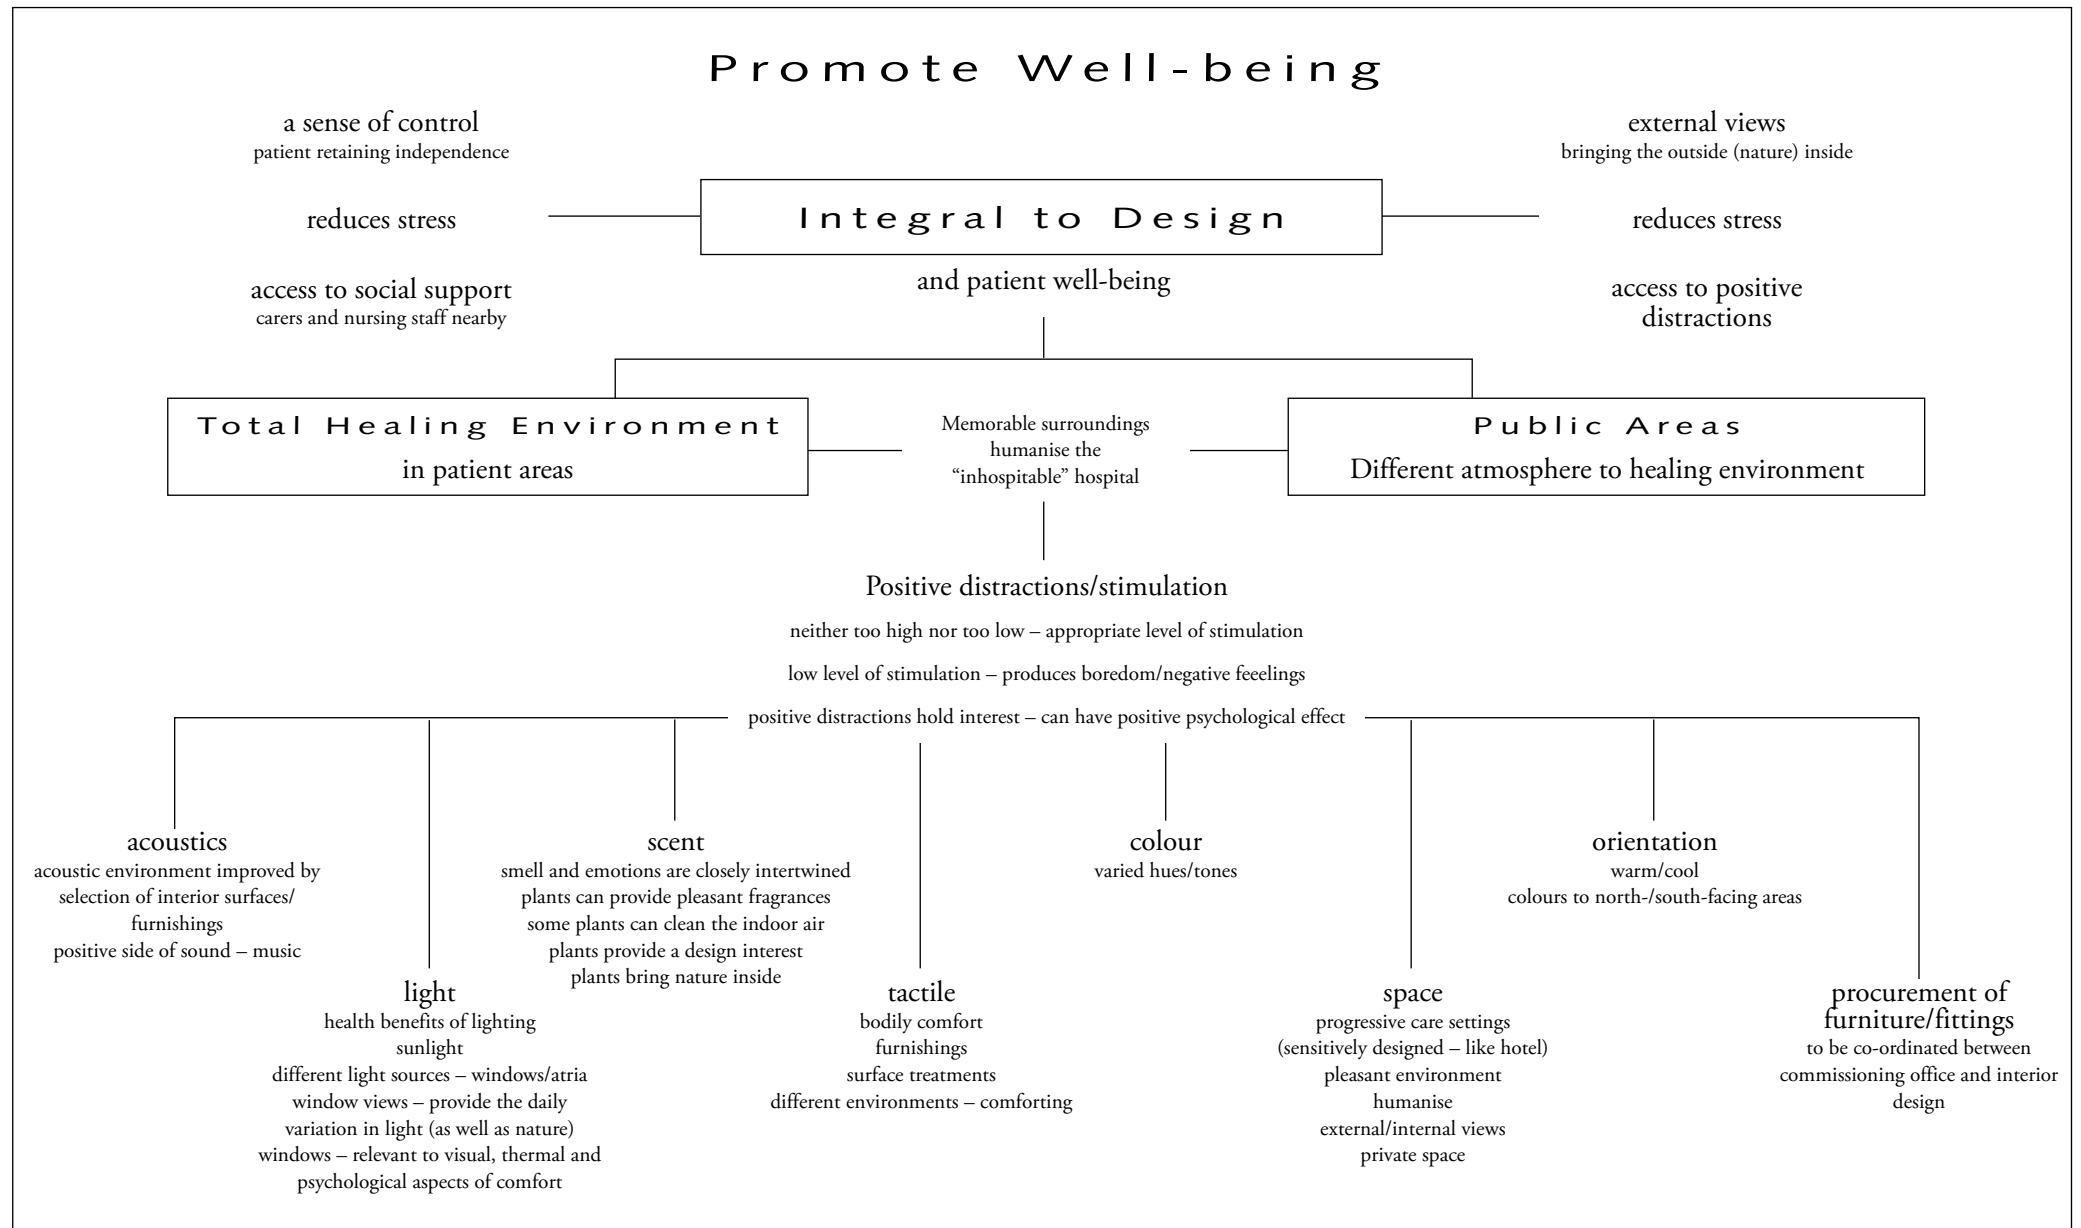 Promote Well-being
a sense of control
patient retaining independence
reduces stress
access to social support
carers and nursing staff nearby
Integral to Design
and patient well-being
external views
bringing the outside (nature) inside
reduces stress
access to positive
distractions
Total Healing Environment
in patient areas
Memorable surroundings
humanise the
“inhospitable” hospital
Public Areas
Different atmosphere to healing environment
Positive distractions/stimulation
neither too high nor too low – appropriate level of stimulation
low level of stimulation – produces boredom/negative feeelings
positive distractions hold interest – can have positive psychological effect
acoustics
acoustic environment improved by
selection of interior surfaces/
furnishings
positive side of sound – music
light
health benefits of lighting
sunlight
different light sources – windows/atria
window views – provide the daily
variation in light (as well as nature)
windows – relevant to visual, thermal and
psychological aspects of comfort
scent
smell and emotions are closely intertwined
plants can provide pleasant fragrances
some plants can clean the indoor air
plants provide a design interest
plants bring nature inside
tactile
bodily comfort
furnishings
surface treatments
different environments – comforting
colour
varied hues/tones
space
progressive care settings
(sensitively designed – like hotel)
pleasant environment
humanise
external/internal views
private space
orientation
warm/cool
colours to north-/south-facing areas
procurement of
furniture/fittings
to be co-ordinated between
commissioning office and interior
design